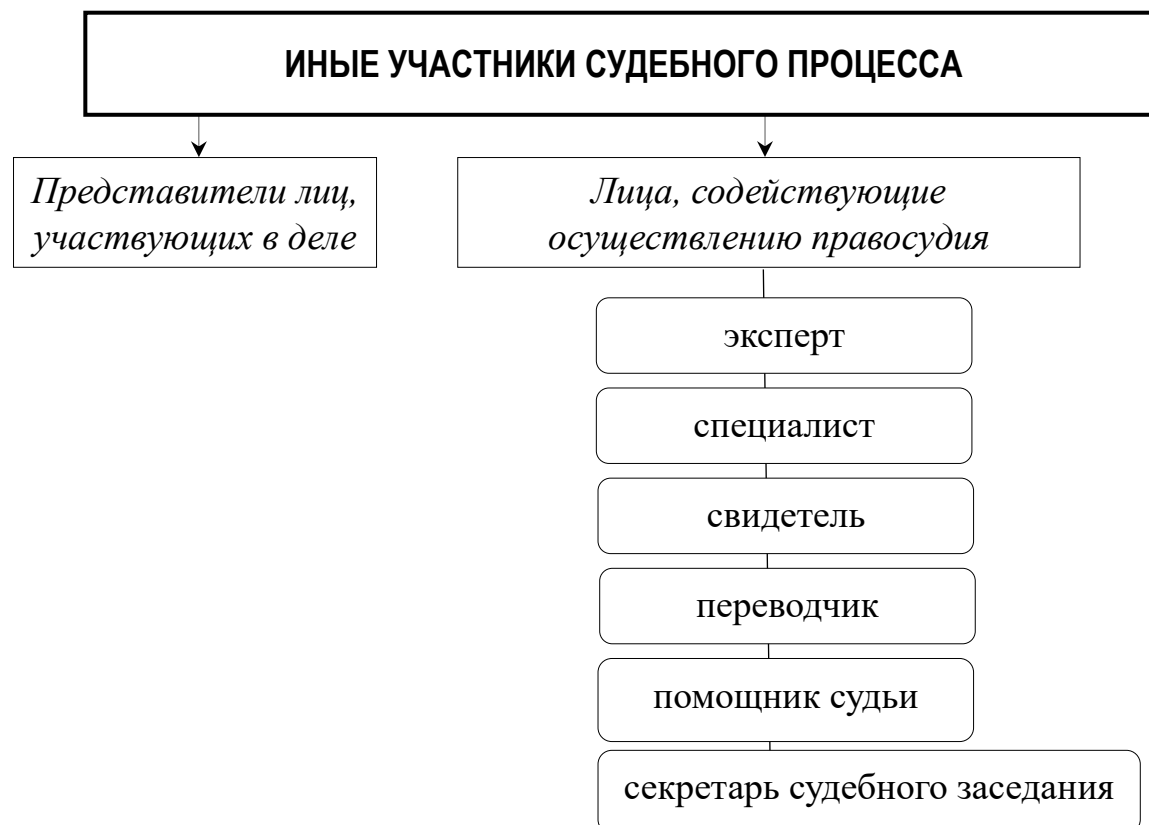 ИНЫЕ УЧАСТНИКИ СУДЕБНОГО ПРОЦЕССА
Представители лиц,
участвующих в деле
Лица, содействующие
осуществлению правосудия
эксперт
специалист
свидетель
переводчик
помощник судьи
секретарь судебного заседания